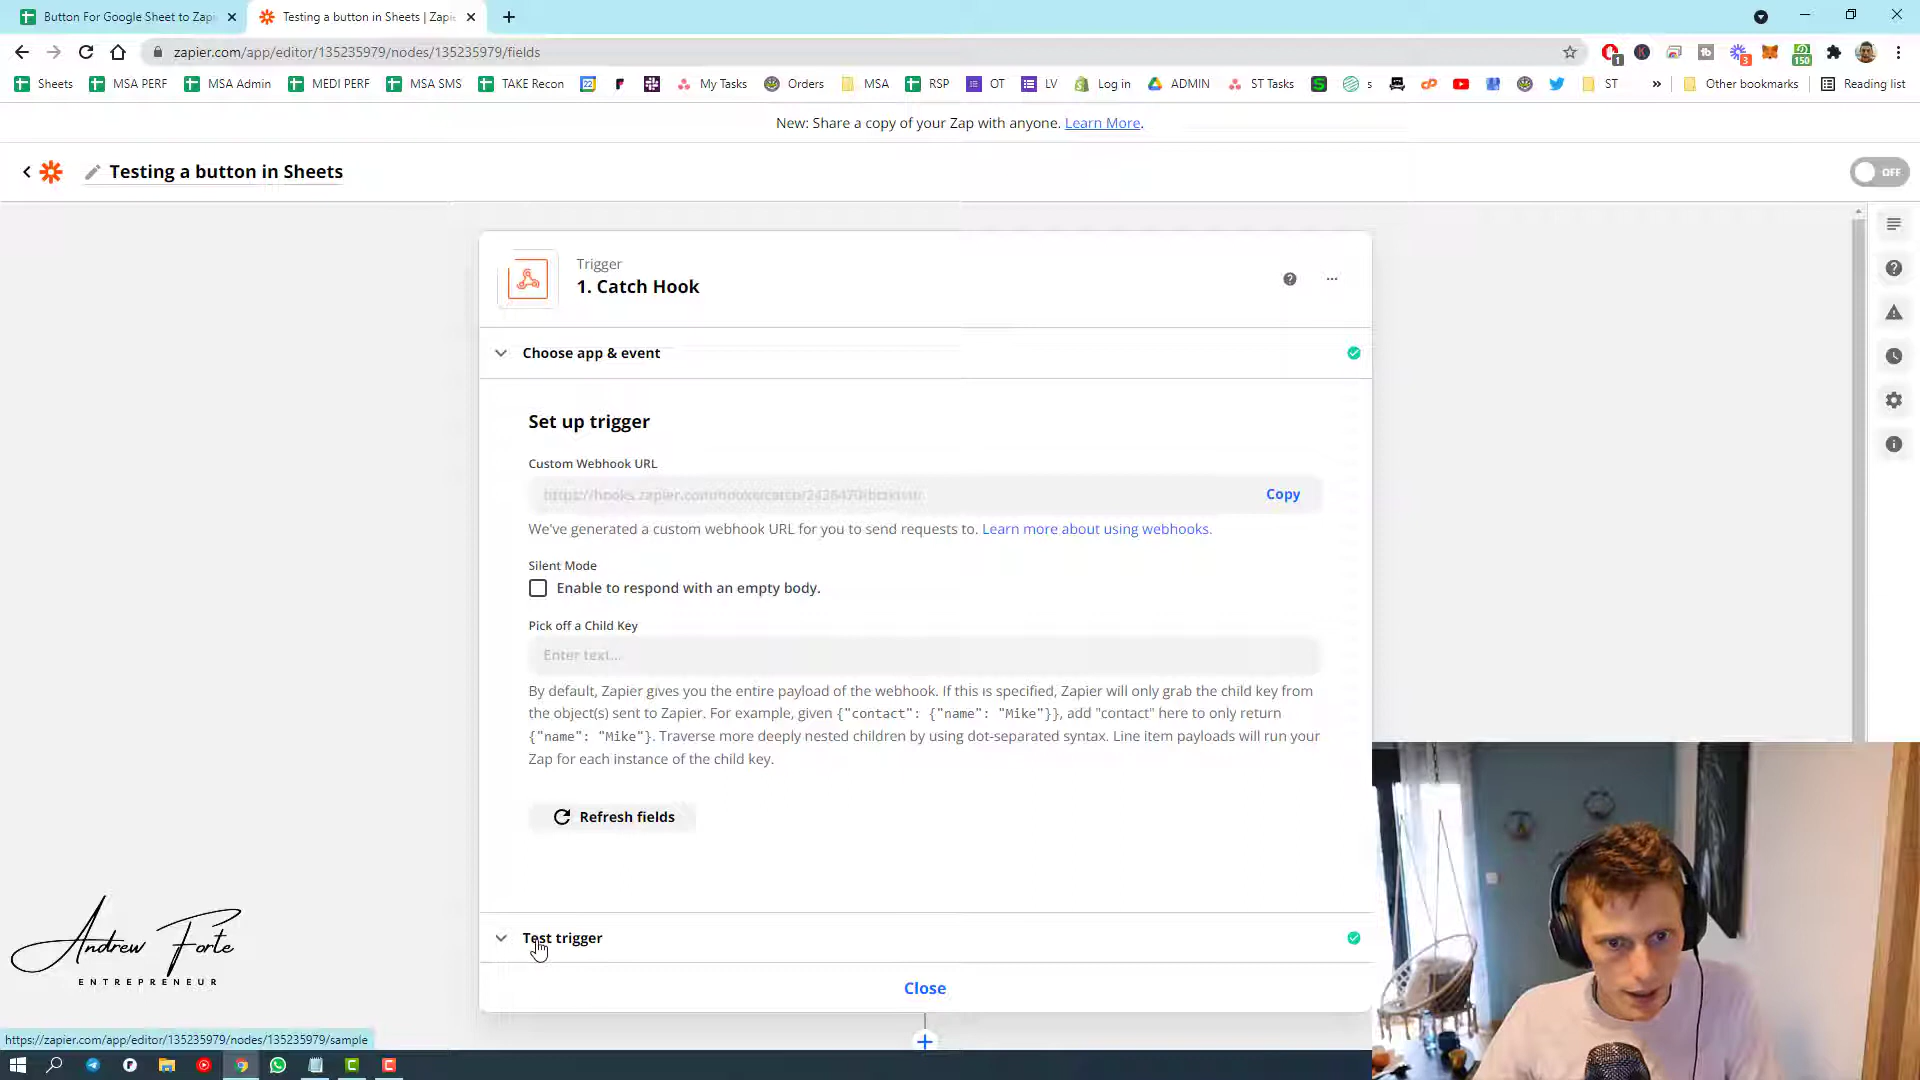 Button For Google Sheet to Zap
Testing a button in Sheets | Zapi
zapier.com/app/editor/135235979/nodes/135235979/fields
1
3
150
Sheets
MSA PERF
MSA Admin
MEDI PERF
MSA SMS
TAKE Recon
22
My Tasks
Orders
MSA
RSP
OT
LV
Log in
ADMIN
ST Tasks
s
ST
Other bookmarks
Reading list
New: Share a copy of your Zap with anyone. Learn More.
Testing a button in Sheets
OFF
Trigger
1. Catch Hook
Choose app & event
Set up trigger
Custom Webhook URL
Copy
We've generated a custom webhook URL for you to send requests to. Learn more about using webhooks.
Silent Mode
Enable to respond with an empty body.
Pick off a Child Key
Enter text...
By default, Zapier gives you the entire payload of the webhook. If this is specified, Zapier will only grab the child key from
the object(s) sent to Zapier. For example, given {"contact": {"name": "Mike"}}, add "contact" here to only return
{"name": "Mike"}. Traverse more deeply nested children by using dot-separated syntax. Line item payloads will run your
Zap for each instance of the child key.
Refresh fields
Test trigger
Close
Andrew Forte
ENTREPRENEUR
https://zapier.com/app/editor/135235979/nodes/135235979/sample